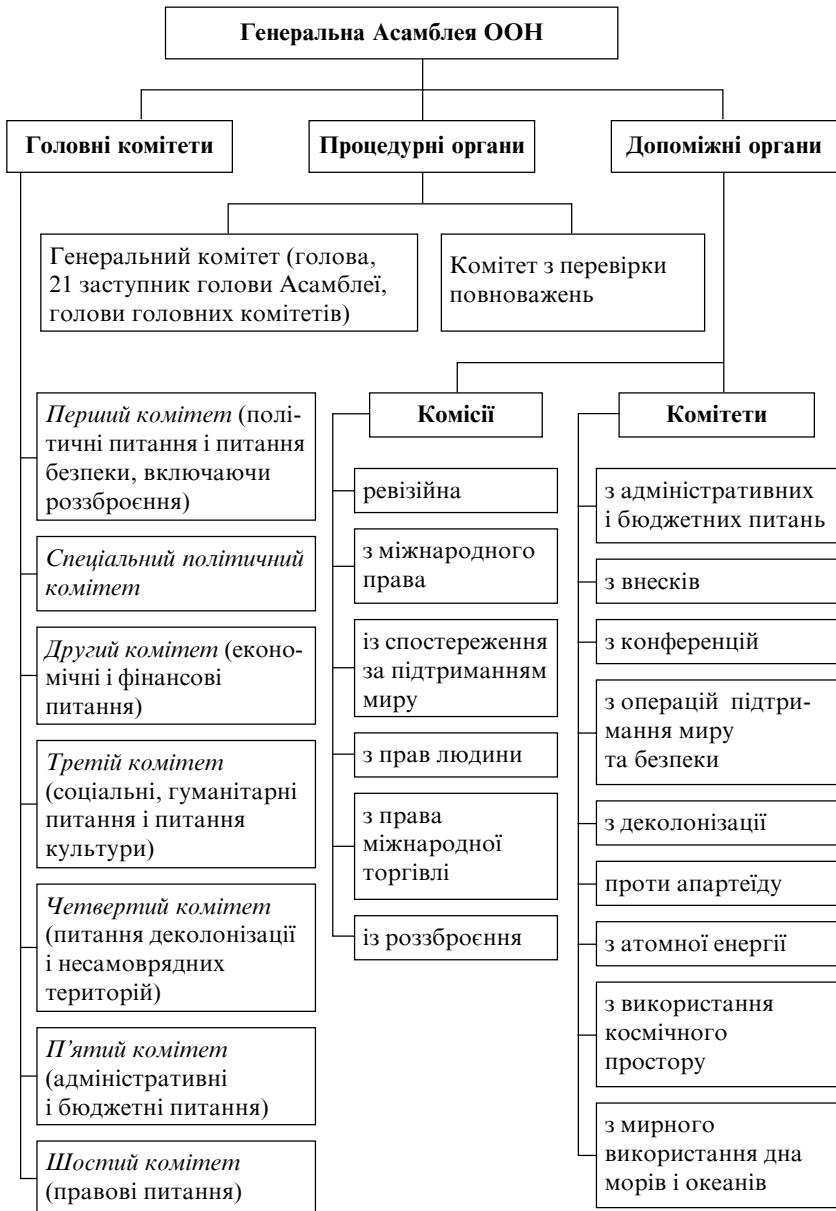 Генеральна Асамблея ООН
Головні комітети
Процедурні органи
Допоміжні органи
Генеральний комітет (голова,
21 заступник голови Асамблеї,
голови головних комітетів)
Комітет з перевірки
повноважень
Перший комітет (полі-
тичні питання і питання
безпеки, включаючи
роззброєння)
Спеціальний політичний
комітет
Другий комітет (еконо-
мічні і фінансові
питання)
Третій комітет
(соціальні, гуманітарні
питання і питання
культури)
Четвертий комітет
(питання деколонізації
і несамоврядних
територій)
П'ятий комітет
(адміністративні
і бюджетні питання)
Шостий комітет
(правові питання)
Комісії
ревізійна
з міжнародного
права
із спостереження
за підтриманням
миру
з прав людини
з права
міжнародної
торгівлі
із роззброєння
Комітети
з адміністративних
і бюджетних питань
з внесків
з конференцій
з операцій підтри-
мання миру
та безпеки
з деколонізації
проти апартеїду
з атомної енергії
з використання
космічного
простору
з мирного
використання дна
морів і океанів